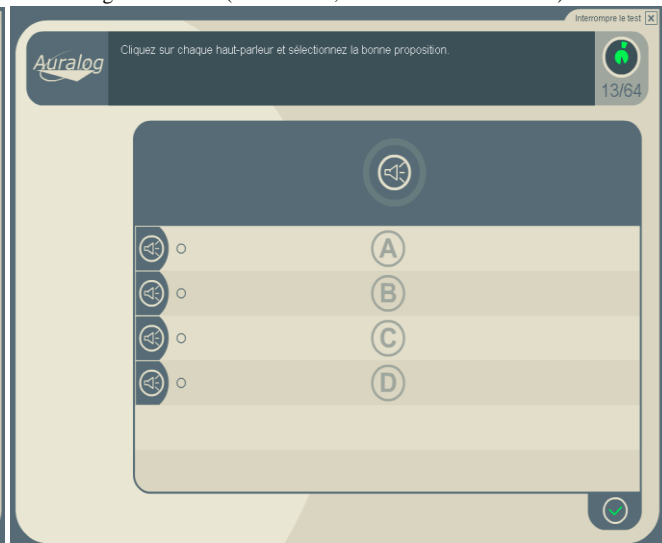 Interrompre le test
Auralog
Cliquez sur chaque haut-parleur et sélectionnez la bonne proposition.
13/64
A
B
C
D